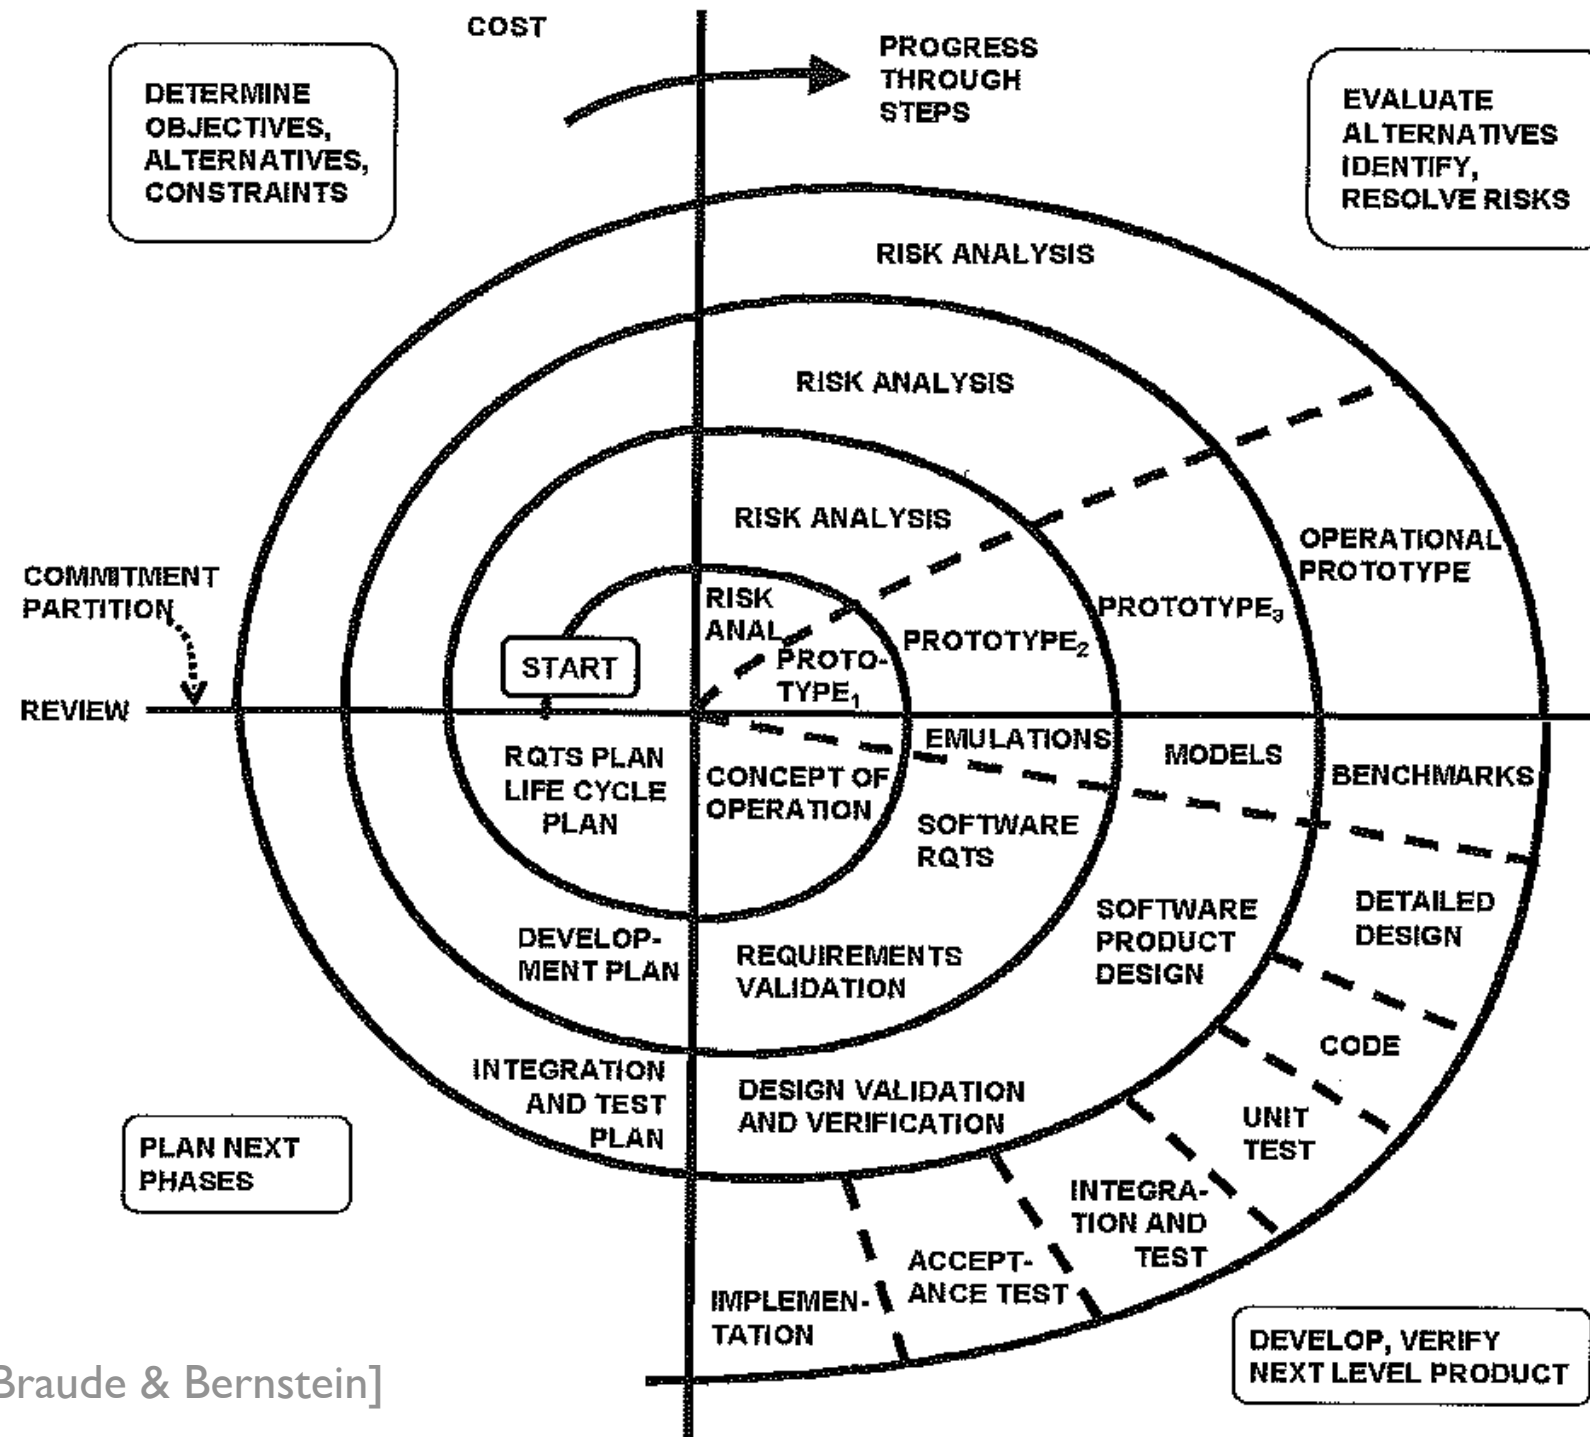 COST
PROGRESS
THROUGH
STEPS
DETERMINE
OBJECTIVES,
ALTERNATIVES,
CONSTRAINTS
EVALUATE
ALTERNATIVES
IDENTIFY,
RESOLVE RISKS
RISK ANALYSIS
RISK ANALYSIS
RISK ANALYSIS
RISK
ANAL.
START
PROTO-
TYPE1
PROTOTYPE2
PROTOTYPE3
OPERATIONAL
PROTOTYPE
COMMITMENT
PARTITION
REVIEW
RQTS PLAN
LIFE CYCLE
PLAN
CONCEPT OF
OPERATION
EMULATIONS
MODELS
BENCHMARKS
SOFTWARE
RQTS
SOFTWARE
PRODUCT
DESIGN
DETAILED
DESIGN
DEVELOP-
MENT PLAN
REQUIREMENTS
VALIDATION
CODE
INTEGRATION
AND TEST
PLAN
DESIGN VALIDATION
AND VERIFICATION
UNIT
TEST
PLAN NEXT
PHASES
INTEGRA-
TION AND
TEST
ACCEPT-
ANCE TEST
IMPLEMEN-
TATION
DEVELOP, VERIFY
NEXT LEVEL PRODUCT
Braude & Bernstein]